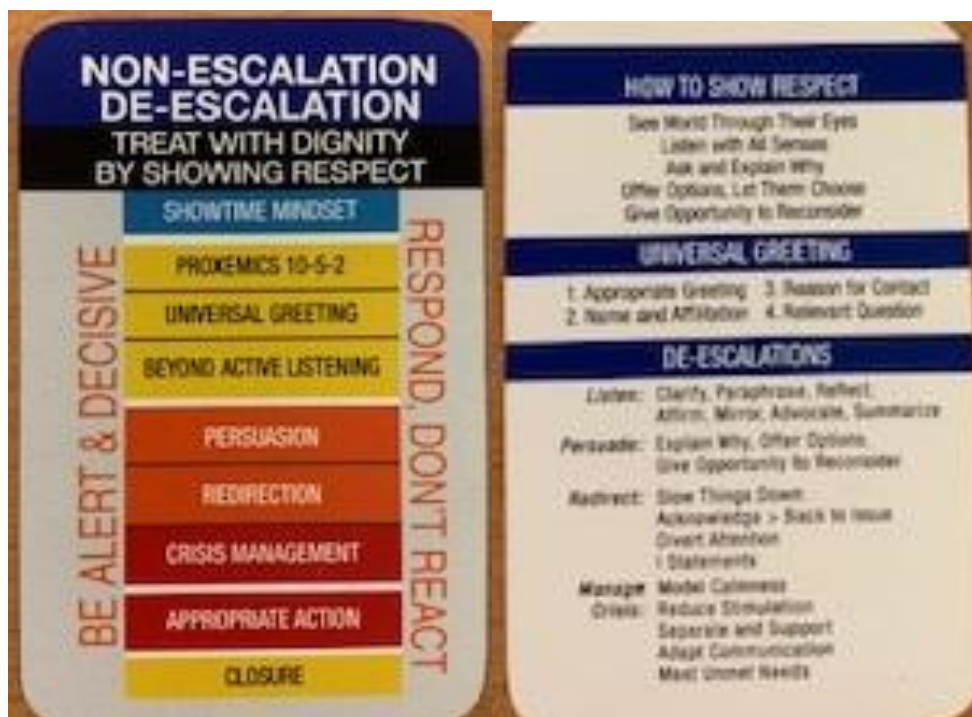 NON-ESCALATION
DE-ESCALATION
TREAT WITH DIGNITY
BY SHOWING RESPECT
BE ALERT & DECISIVE
SHOWTIME MINDSET
PROXEMICS 10-5-2
UNIVERSAL GREETING
BEYOND ACTIVE LISTENING
PERSUASION
REDIRECTION
CRISIS MANAGEMENT
APPROPRIATE ACTION
CLOSURE
RESPOND, DON'T REACT
HOW TO SHOW RESPECT
See World Through Their Eyes
Listen with All Senses
Ask and Explain Why
Offer Options, Let Them Choose
Give Opportunity to Reconsider
UNIVERSAL GREETING
1. Appropriate Greeting 3. Reason for Contact
2. Name and Affiliation 4. Relevant Question
DE-ESCALATIONS
Listen: Clarify, Paraphrase, Reflect,
Affirm, Mirror, Advocate, Summarize
Persuade: Explain Why, Offer Options,
Give Opportunity to Reconsider
Redirect: Slow Things Down
Acknowledge > Back to Issue
Divert Attention
I Statements
Manage Model Calmness
Crisis: Reduce Stimulation
Separate and Support
Adapt Communication
Meet Unmet Needs